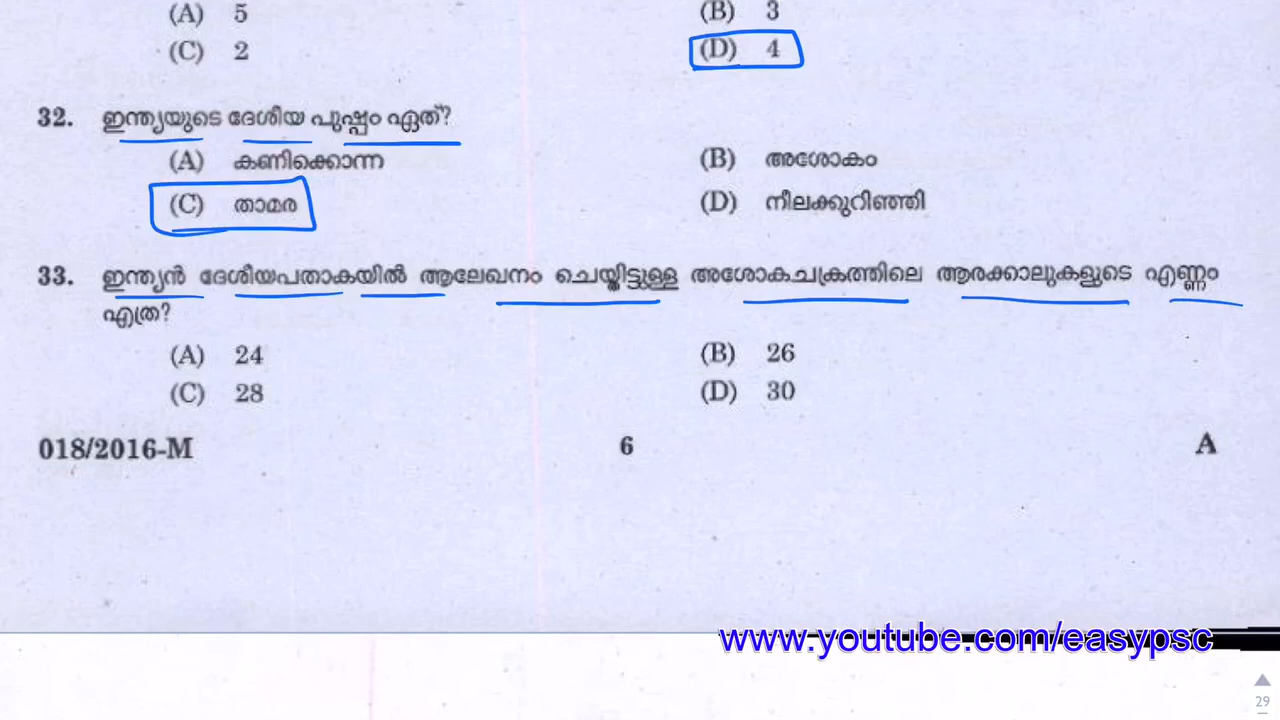 (A) 5 (B) 3
(C) 2 (D) 4
32. ഇന്ത്യയുടെ ദേശീയ പുഷ്പം ഏത്?
(A) കണിക്കൊന്ന (B) അശോകം
(C) താമര (D) നീലക്കുറിഞ്ഞി
33. ഇന്ത്യൻ ദേശീയപതാകയിൽ ആലേഖനം ചെയ്തിട്ടുള്ള അശോകചക്രത്തിലെ ആരക്കാലുകളുടെ എണ്ണം
എത്ര?
(A) 24 (B) 26
(C) 28 (D) 30
018/2016-M 6 A
www.youtube.com/easypsc
29